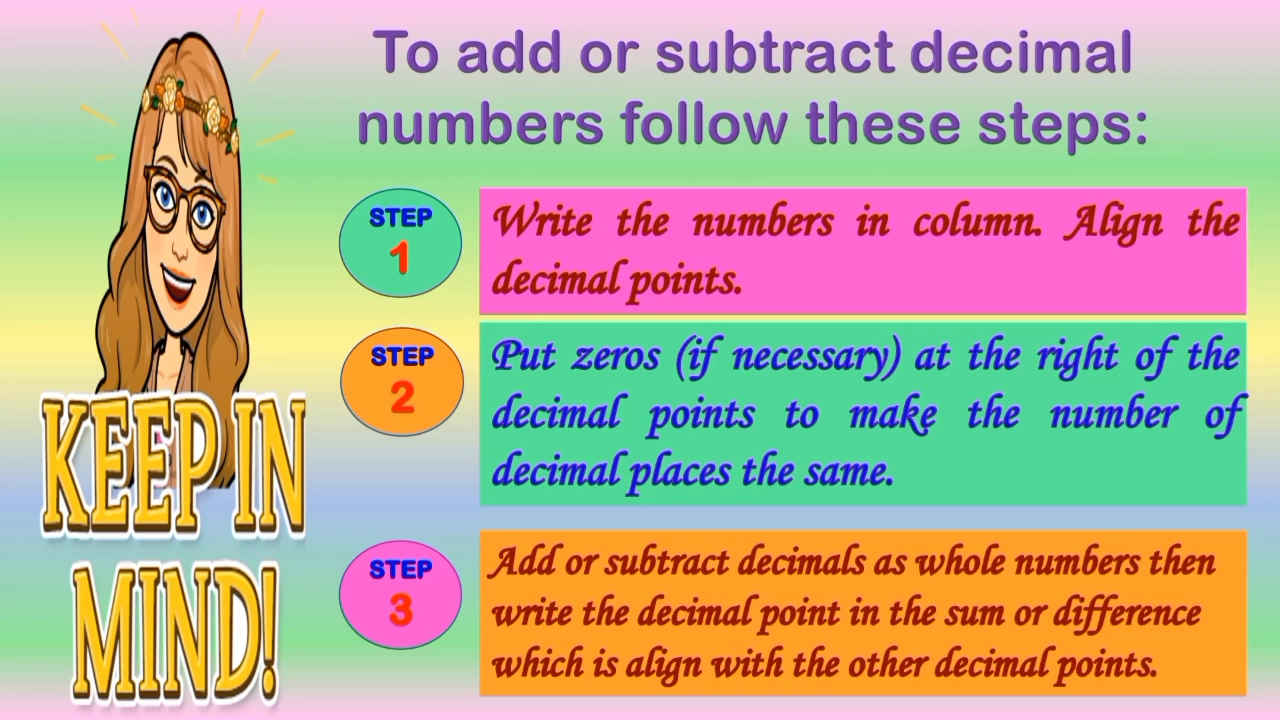 To add or subtract decimal
numbers follow these steps:
STEP
1
Write the numbers in column. Align the
decimal points.
STEP
2
Put zeros (if necessary) at the right of the
decimal points to make the number of
decimal places the same.
STEP
3
Add or subtract decimals as whole numbers then
write the decimal point in the sum or difference
which is align with the other decimal points.
KEEP IN
MIND!